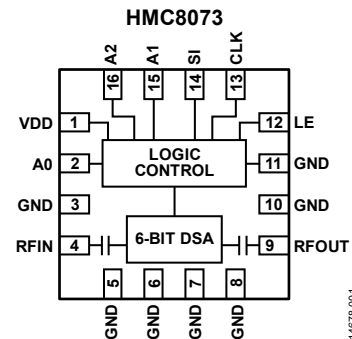 HMC8073
A2
A1
SI
CLK
16
15
14
13
VDD 1
12 LE
A0 2
LOGIC
CONTROL
11 GND
GND 3
10 GND
RFIN 4
6-BIT DSA
9 RFOUT
5
6
7
8
GND
GND
GND
GND
14678-001